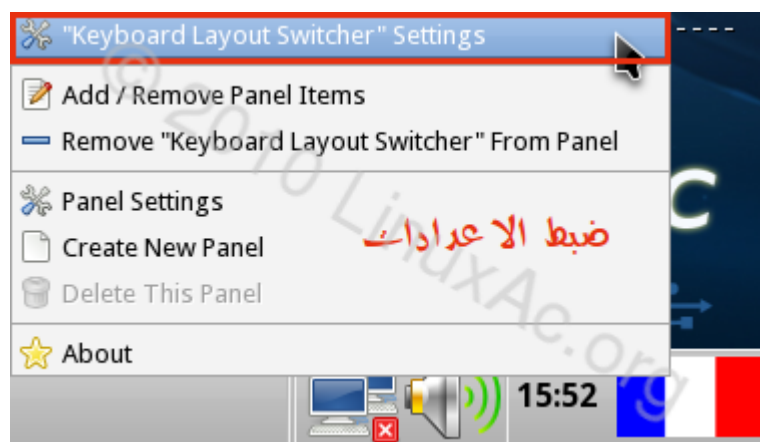 "Keyboard Layout Switcher" Settings
Add / Remove Panel Items
Remove "Keyboard Layout Switcher" From Panel
Panel Settings
Create New Panel
ضبط الاعدادات
Delete This Panel
About
15:52
© 2010 LinuxAc.org
C